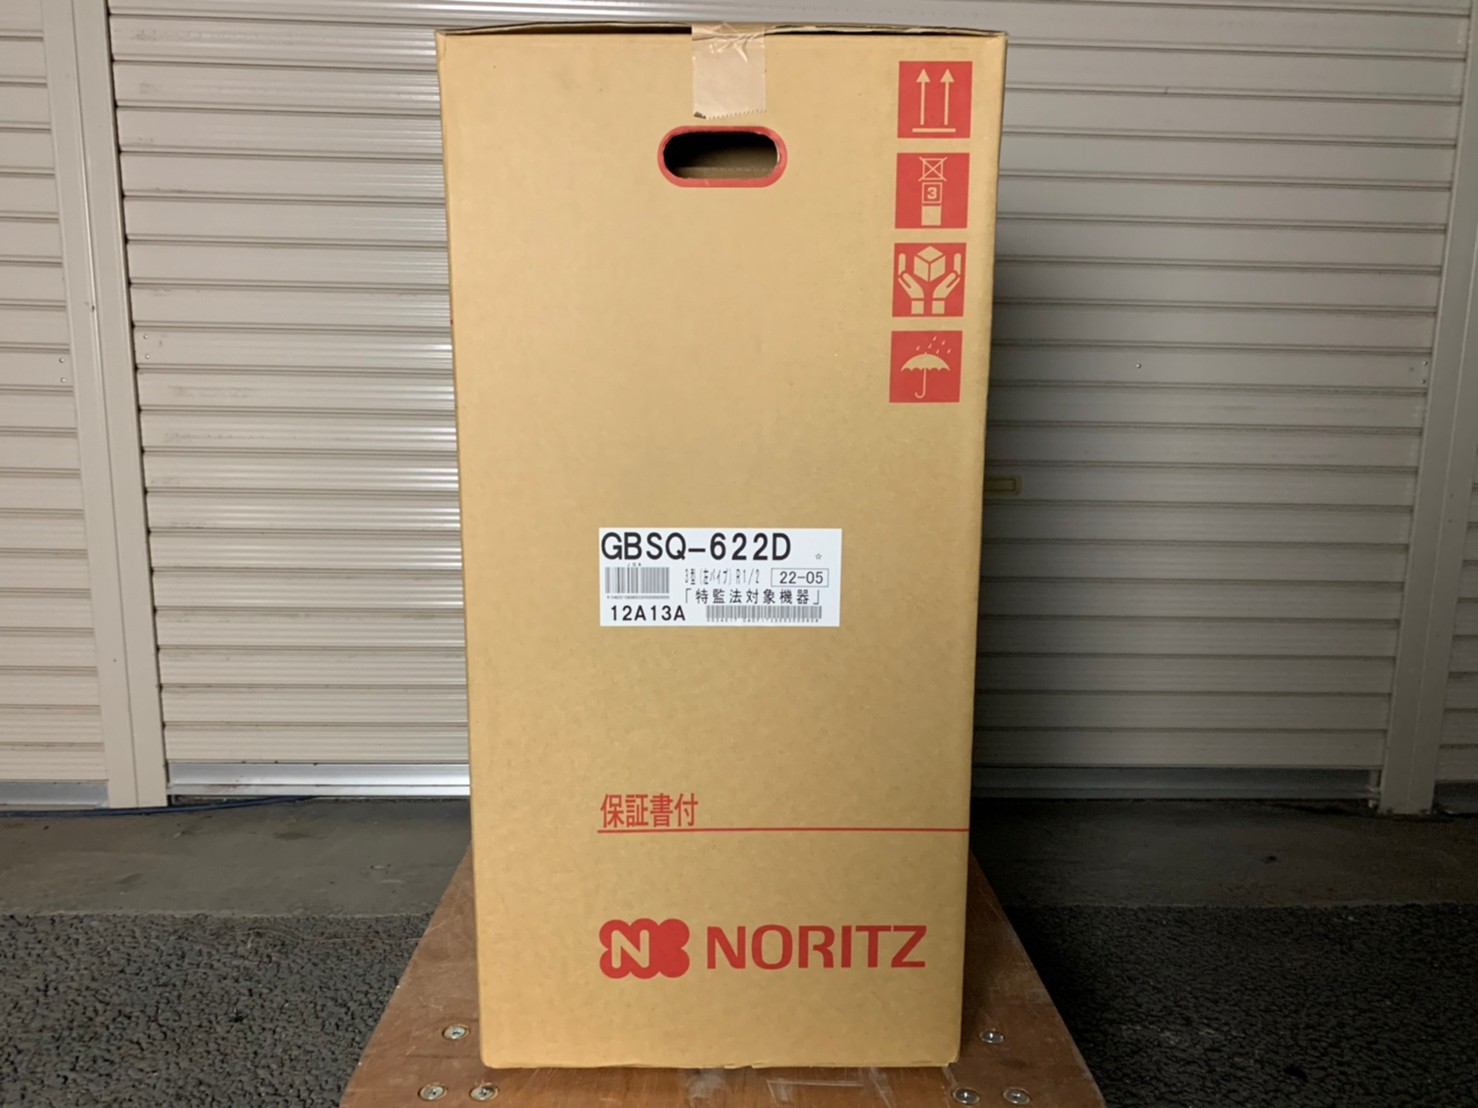 3
GBSQ-622D ☆
3型(左パイプ) R1/2 22-05
「特監法対象機器」
12A13A
保証書付
N NORITZ